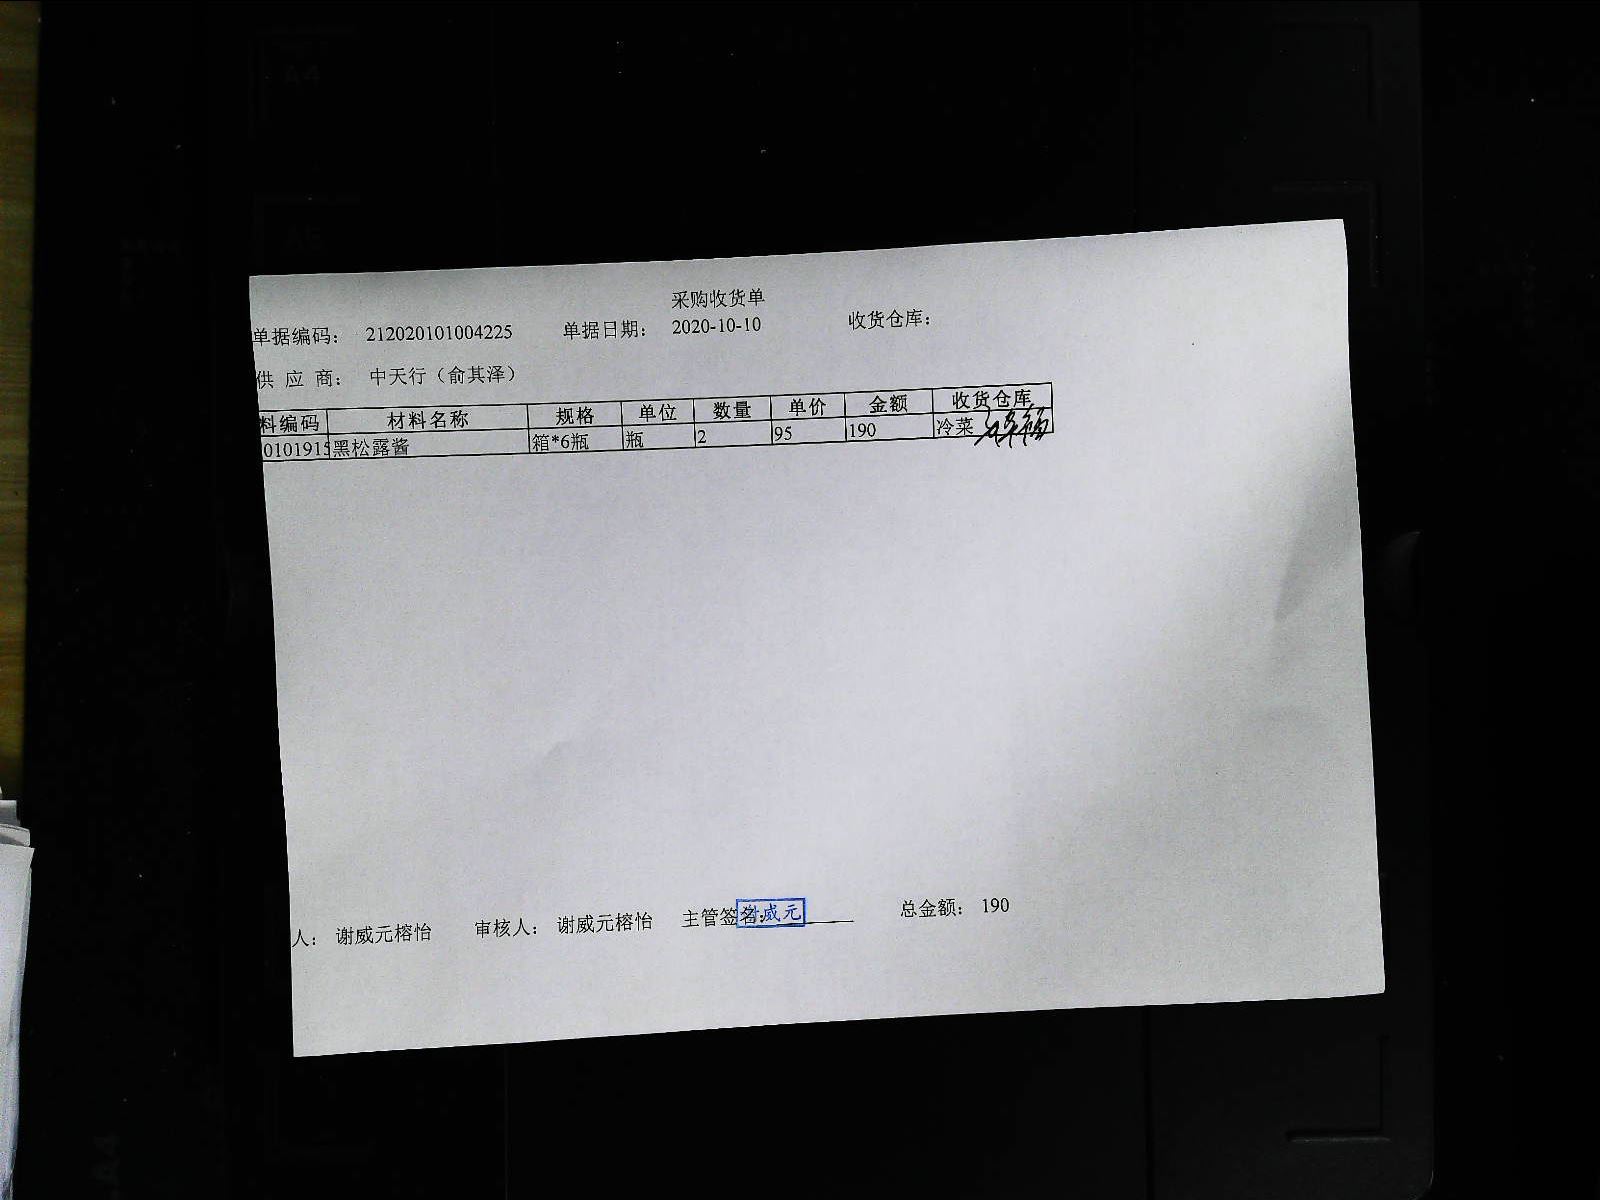 采购收货单
单据编码： 212020101004225 单据日期： 2020-10-10 收货仓库：
供 应 商： 中天行（俞其泽）
料编码 材料名称 规格 单位 数量 单价 金额 收货仓库
0101915 黑松露酱 箱*6瓶 瓶 2 95 190 冷菜
人： 谢威元榕怡 审核人： 谢威元榕怡 主管签名： 谢威元 总金额： 190